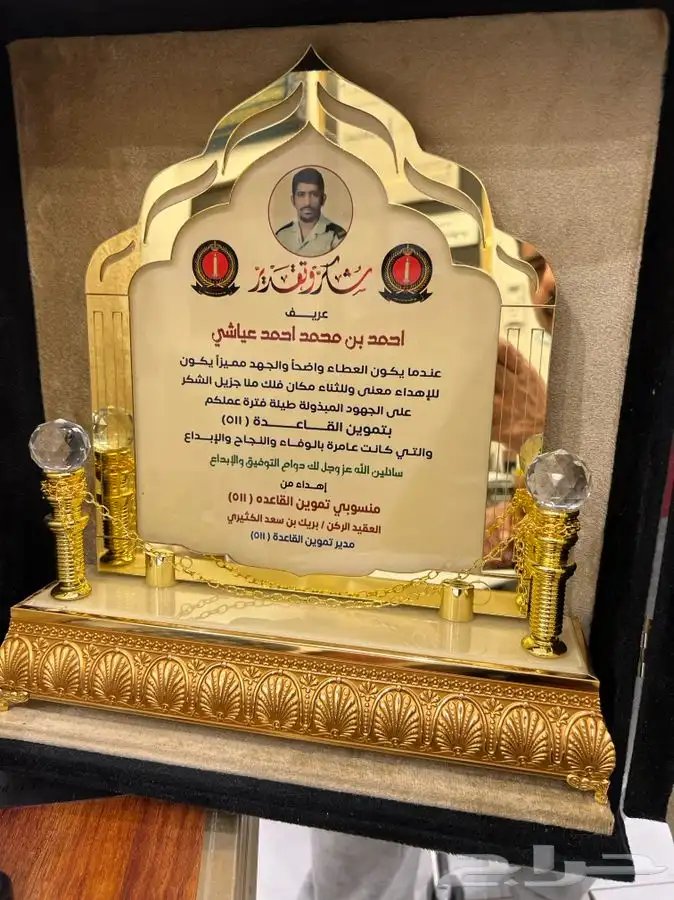 شكر وتقدير
عريف
احمد بن محمد احمد عياشي
عندما يكون العطاء واضحاً والجهد مميزاً يكون
للإهداء معنى وللثناء مكان فلك منا جزيل الشكر
على الجهود المبذولة طيلة فترة عملكم
بتموين القاعدة (٥١١)
والتي كانت عامرة بالوفاء والنجاح والإبداع
سائلين الله عز وجل لك دوام التوفيق والإبداع
إهداء من
منسوبي تموين القاعده (٥١١)
العقيد الركن / بريك بن سعد الكثيري
مدير تموين القاعدة (٥١١)
حراج